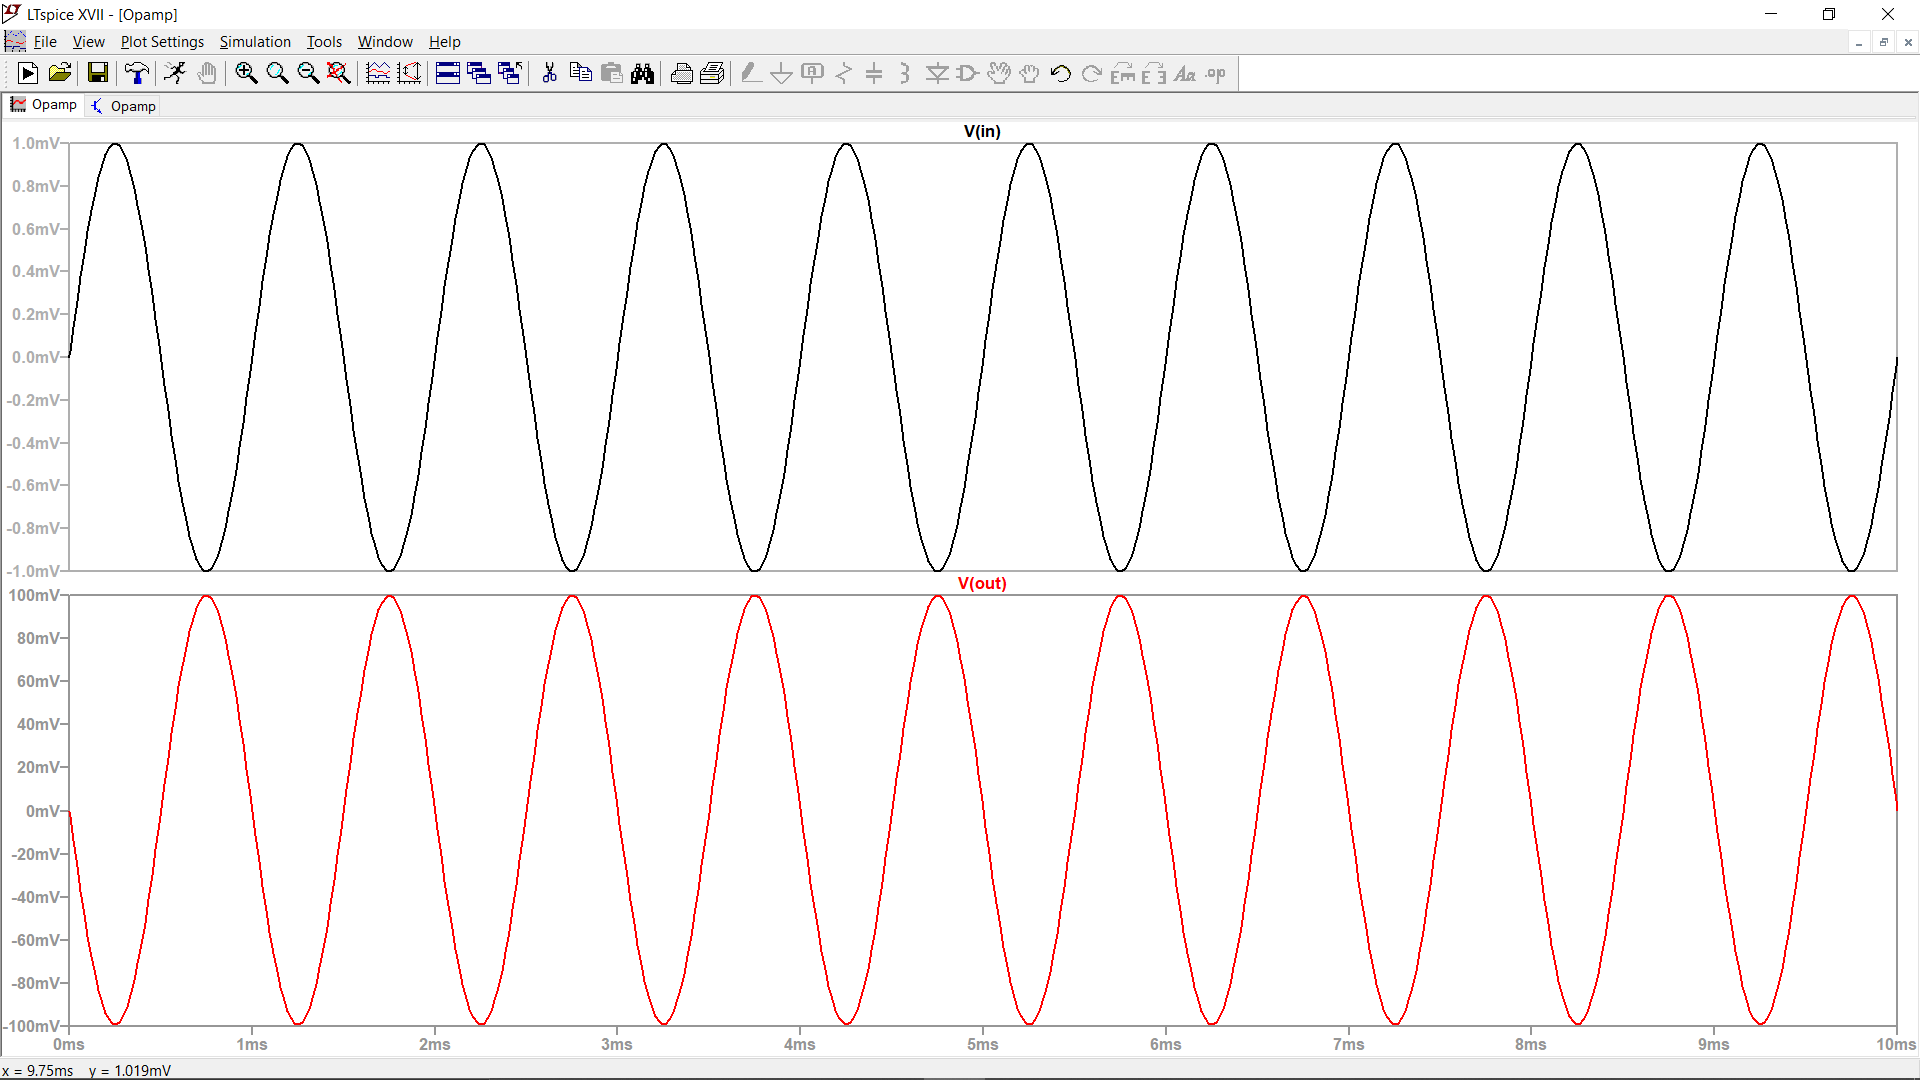 LTspice XVII - [Opamp]
File View Plot Settings Simulation Tools Window Help
Aa .op
Opamp Opamp
V(in)
1.0mV
0.8mV
0.6mV
0.4mV
0.2mV
0.0mV
-0.2mV
-0.4mV
-0.6mV
-0.8mV
-1.0mV
V(out)
100mV
80mV
60mV
40mV
20mV
0mV
-20mV
-40mV
-60mV
-80mV
-100mV
0ms 1ms 2ms 3ms 4ms 5ms 6ms 7ms 8ms 9ms 10ms
x = 9.75ms y = 1.019mV